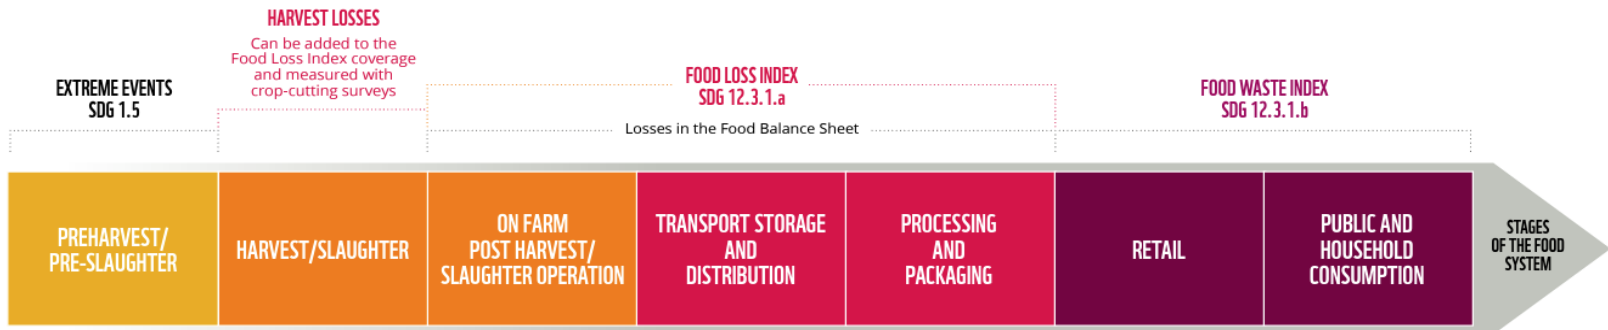 HARVEST LOSSES
Can be added to the
Food Loss Index coverage
and measured with
crop-cutting surveys
EXTREME EVENTS
SDG 1.5
FOOD LOSS INDEX
SDG 12.3.1.a
Losses in the Food Balance Sheet
FOOD WASTE INDEX
SDG 12.3.1.b
PREHARVEST/
PRE-SLAUGHTER
HARVEST/SLAUGHTER
ON FARM
POST HARVEST/
SLAUGHTER OPERATION
TRANSPORT STORAGE
AND
DISTRIBUTION
PROCESSING
AND
PACKAGING
RETAIL
PUBLIC AND
HOUSEHOLD
CONSUMPTION
STAGES
OF THE FOOD
SYSTEM